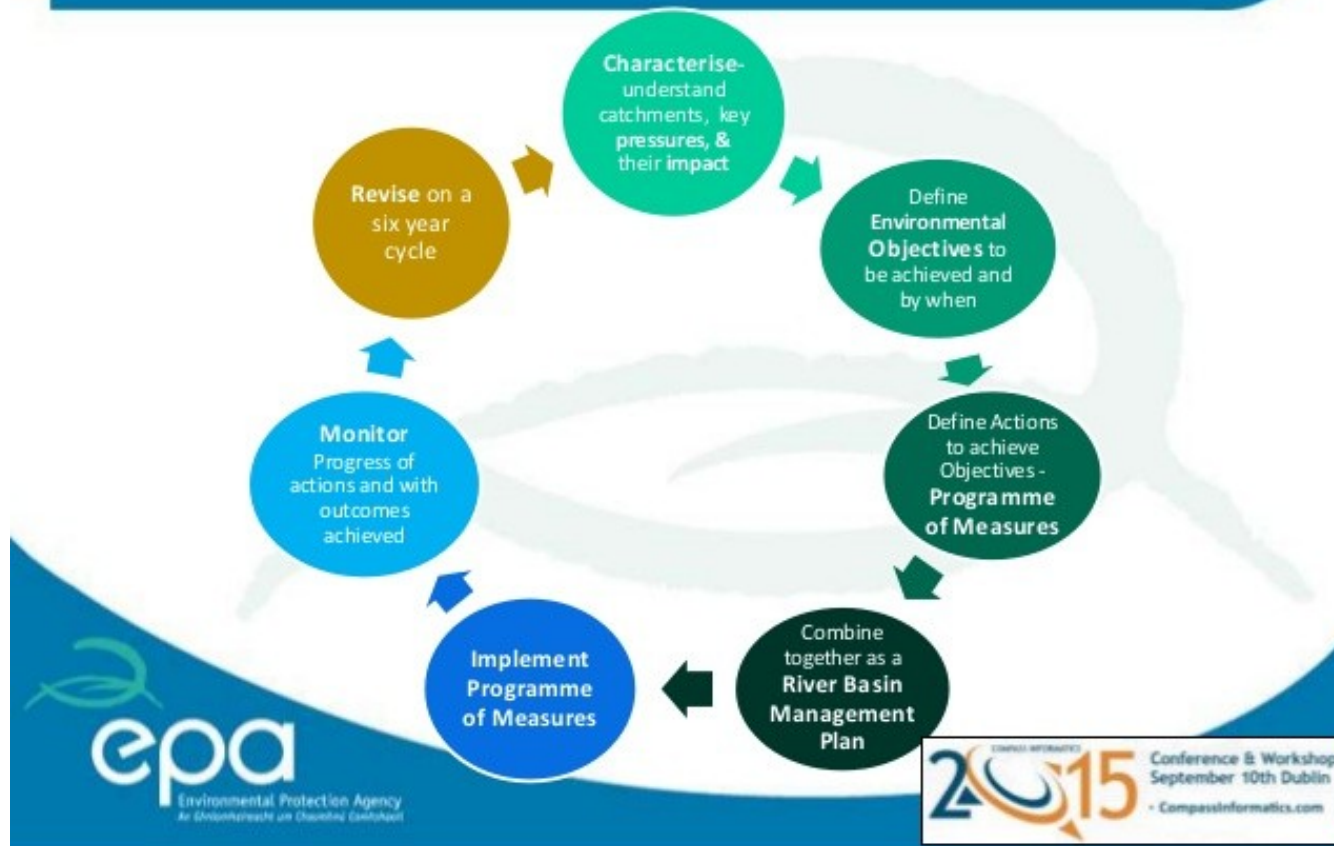 Characterise-
understand
catchments, key
pressures, &
their impact
Define
Environmental
Objectives to
be achieved and
by when
Define Actions
to achieve
Objectives -
Programme
of Measures
Combine
together as a
River Basin
Management
Plan
Implement
Programme
of Measures
Monitor
Progress of
actions and with
outcomes
achieved
Revise on a
six year
cycle
epa
Environmental Protection Agency
COMPASS INFORMATICS
2015
Conference & Workshop
September 10th Dublin
• CompassInformatics.com